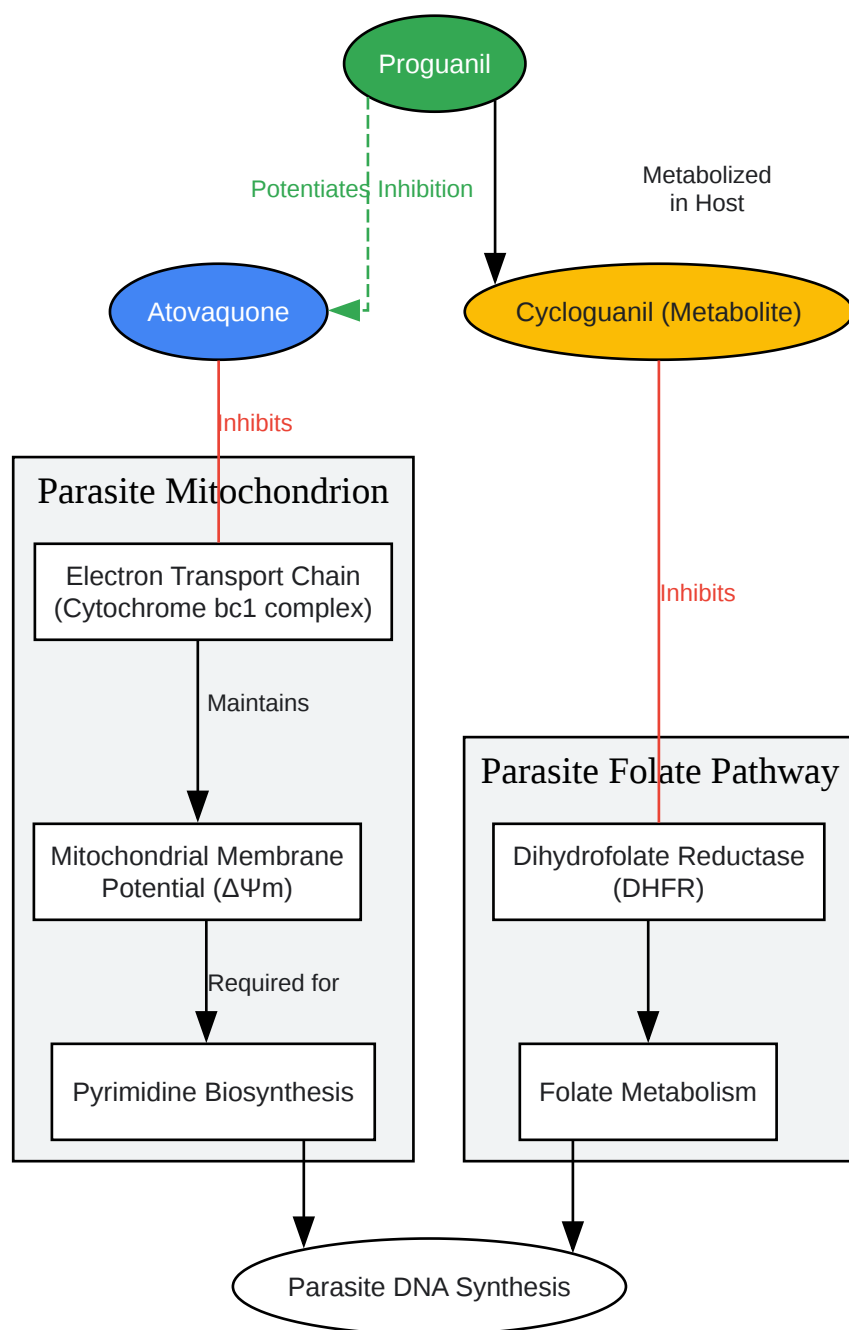 Proguanil
Potentiates Inhibition
Metabolized
in Host
Atovaquone
Cycloguanil (Metabolite)
Inhibits
Parasite Mitochondrion
Electron Transport Chain
(Cytochrome bc1 complex)
Inhibits
Maintains
Parasite Folate Pathway
Mitochondrial Membrane
Potential (ΔΨm)
Dihydrofolate Reductase
(DHFR)
Required for
Pyrimidine Biosynthesis
Folate Metabolism
Parasite DNA Synthesis